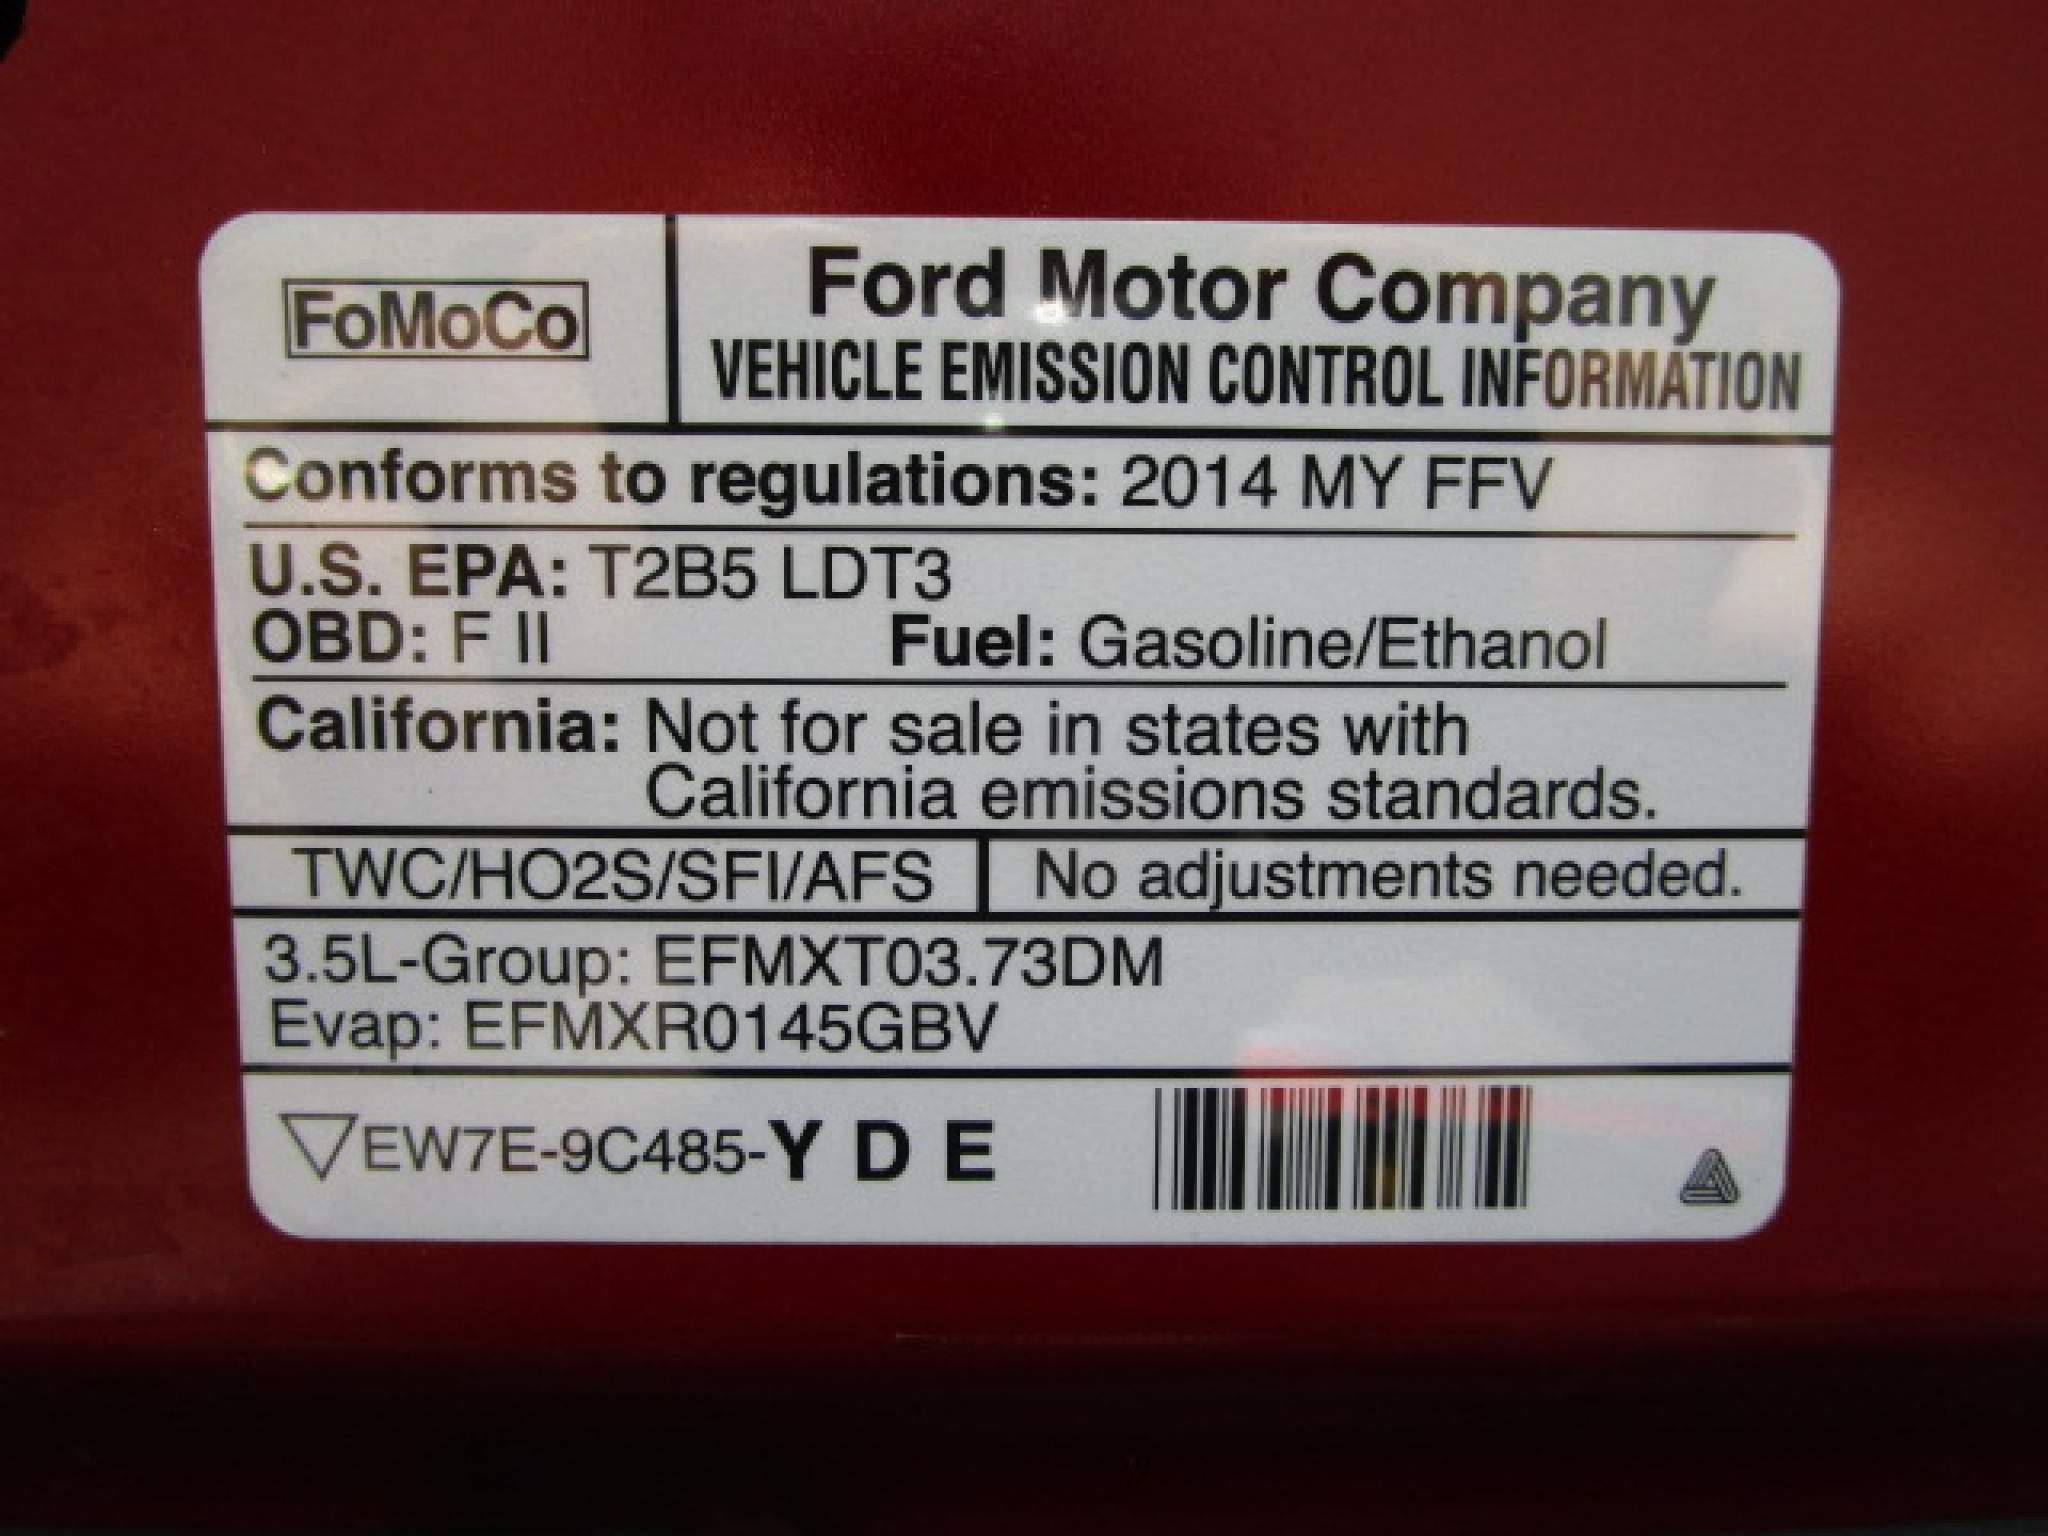 FoMoCo
Ford Motor Company
VEHICLE EMISSION CONTROL INFORMATION
Conforms to regulations: 2014 MY FFV
U.S. EPA: T2B5 LDT3
OBD: F II Fuel: Gasoline/Ethanol
California: Not for sale in states with
California emissions standards.
TWC/HO2S/SFI/AFS No adjustments needed.
3.5L-Group: EFMXT03.73DM
Evap: EFMXR0145GBV
EW7E-9C485-Y D E